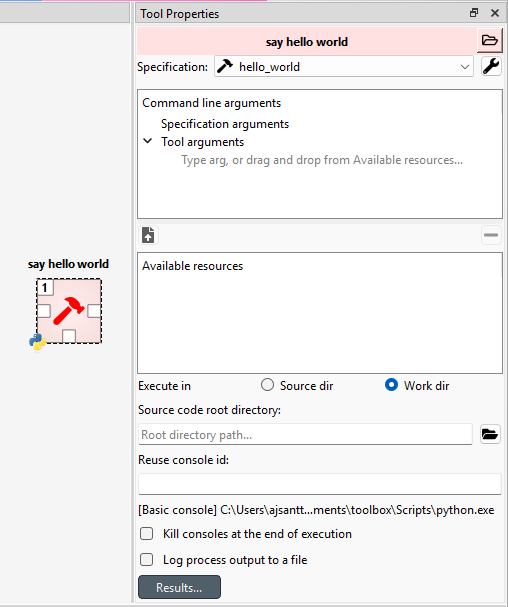 Tool Properties
say hello world
Specification: hello_world
Command line arguments
Specification arguments
Tool arguments
Type arg, or drag and drop from Available resources...
say hello world
1
Available resources
Execute in Source dir Work dir
Source code root directory:
Root directory path...
Reuse console id:
[Basic console] C:\Users\ajsantt...ments\toolbox\Scripts\python.exe
Kill consoles at the end of execution
Log process output to a file
Results...